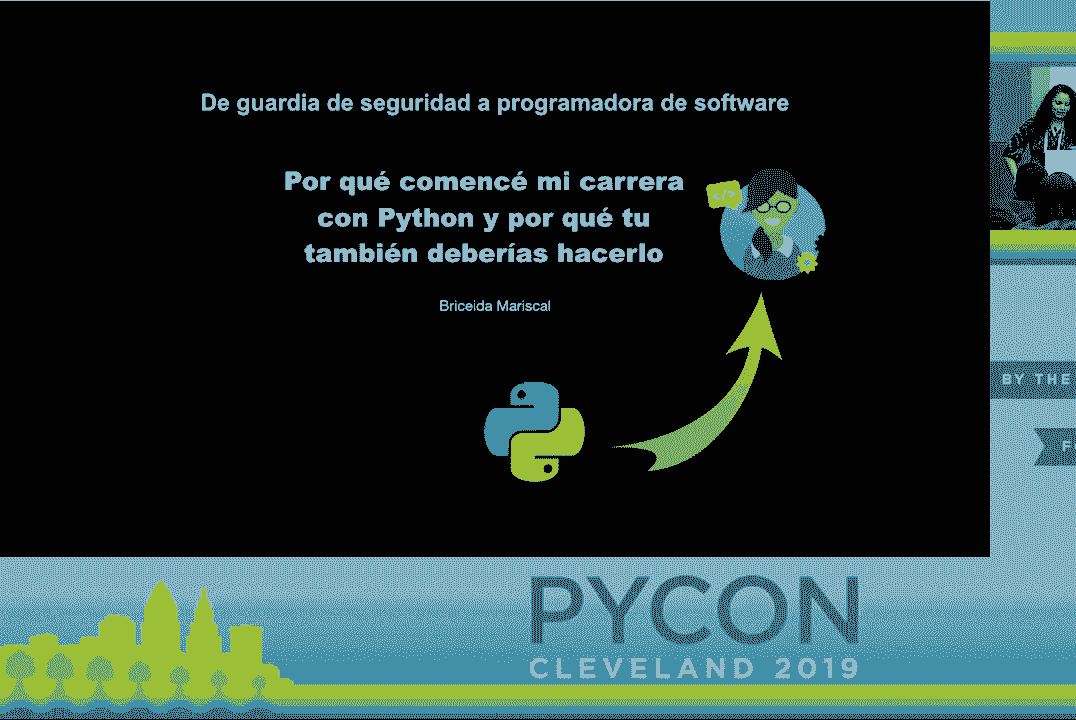 De guardia de seguridad a programadora de software
Por qué comencé mi carrera
con Python y por qué tu
también deberías hacerlo
Briceida Mariscal
</>
BY THE
PYCON
CLEVELAND 2019